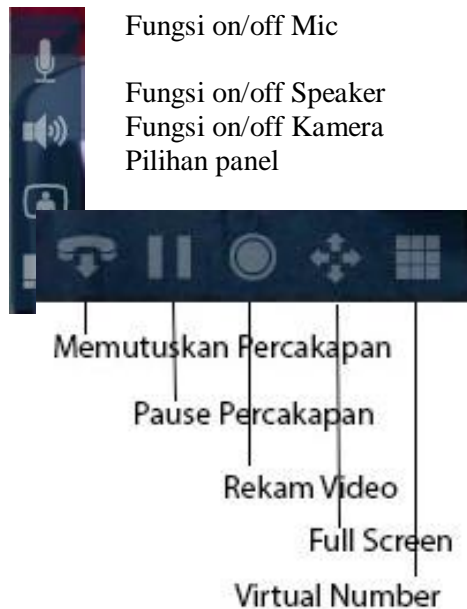 Fungsi on/off Mic
Fungsi on/off Speaker
Fungsi on/off Kamera
Pilihan panel
Memutuskan Percakapan
Pause Percakapan
Rekam Video
Full Screen
Virtual Number